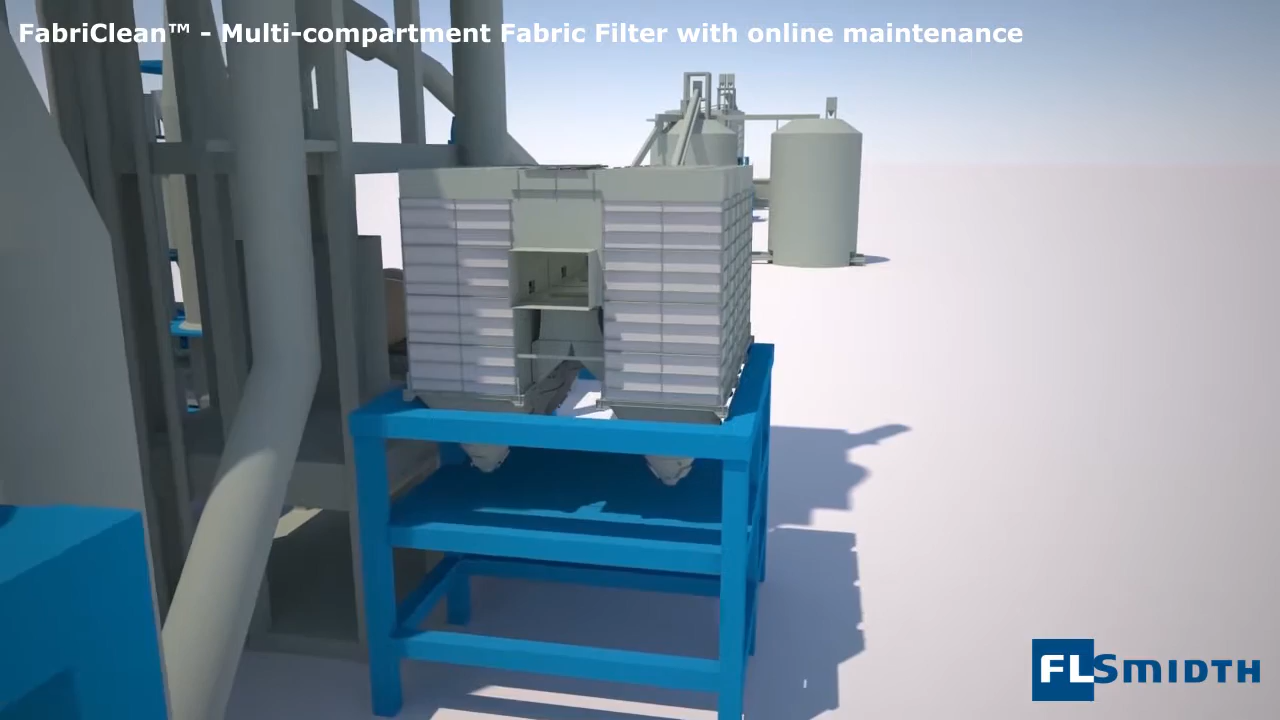 FabriClean™ - Multi-compartment Fabric Filter with online maintenance
FLSMIDTH